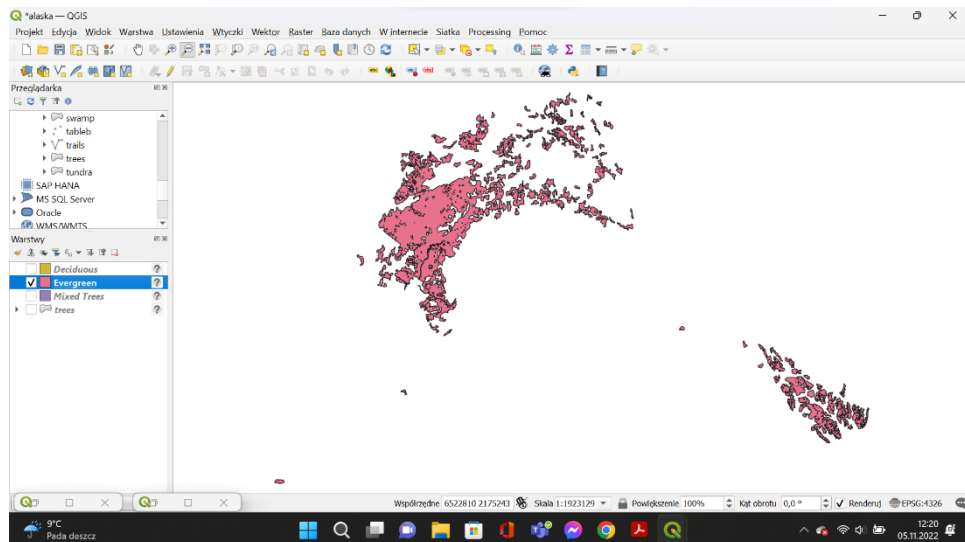 *alaska — QGIS
Projekt Edycja Widok Warstwa Ustawienia Wtyczki Wektor Raster Baza danych W internecie Siatka Processing Pomoc
Przeglądarka
swamp
tableb
trails
trees
tundra
SAP HANA
MS SQL Server
Oracle
WMS/WMTS
Warstwy
Deciduous ?
Evergreen ?
Mixed Trees ?
trees ?
Współrzędne 6522810 2175243 Skala 1:1923129 Powiększenie 100% Kąt obrotu 0,0 ° Renderuj EPSG:4326
9°C
Pada deszcz
12:20
05.11.2022